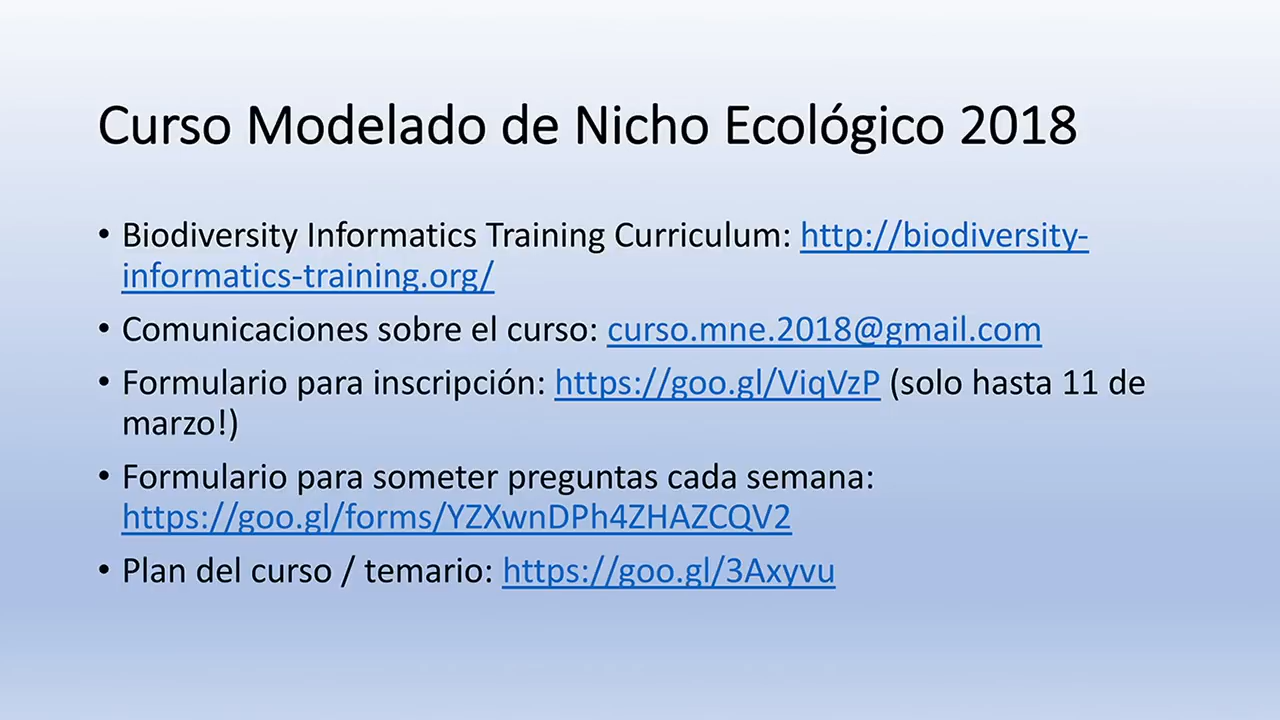 Curso Modelado de Nicho Ecológico 2018
• Biodiversity Informatics Training Curriculum: http://biodiversity-
informatics-training.org/
• Comunicaciones sobre el curso: curso.mne.2018@gmail.com
• Formulario para inscripción: https://goo.gl/ViqVzP (solo hasta 11 de
marzo!)
• Formulario para someter preguntas cada semana:
https://goo.gl/forms/YZXwnDPh4ZHAZCQV2
• Plan del curso / temario: https://goo.gl/3Axyvu